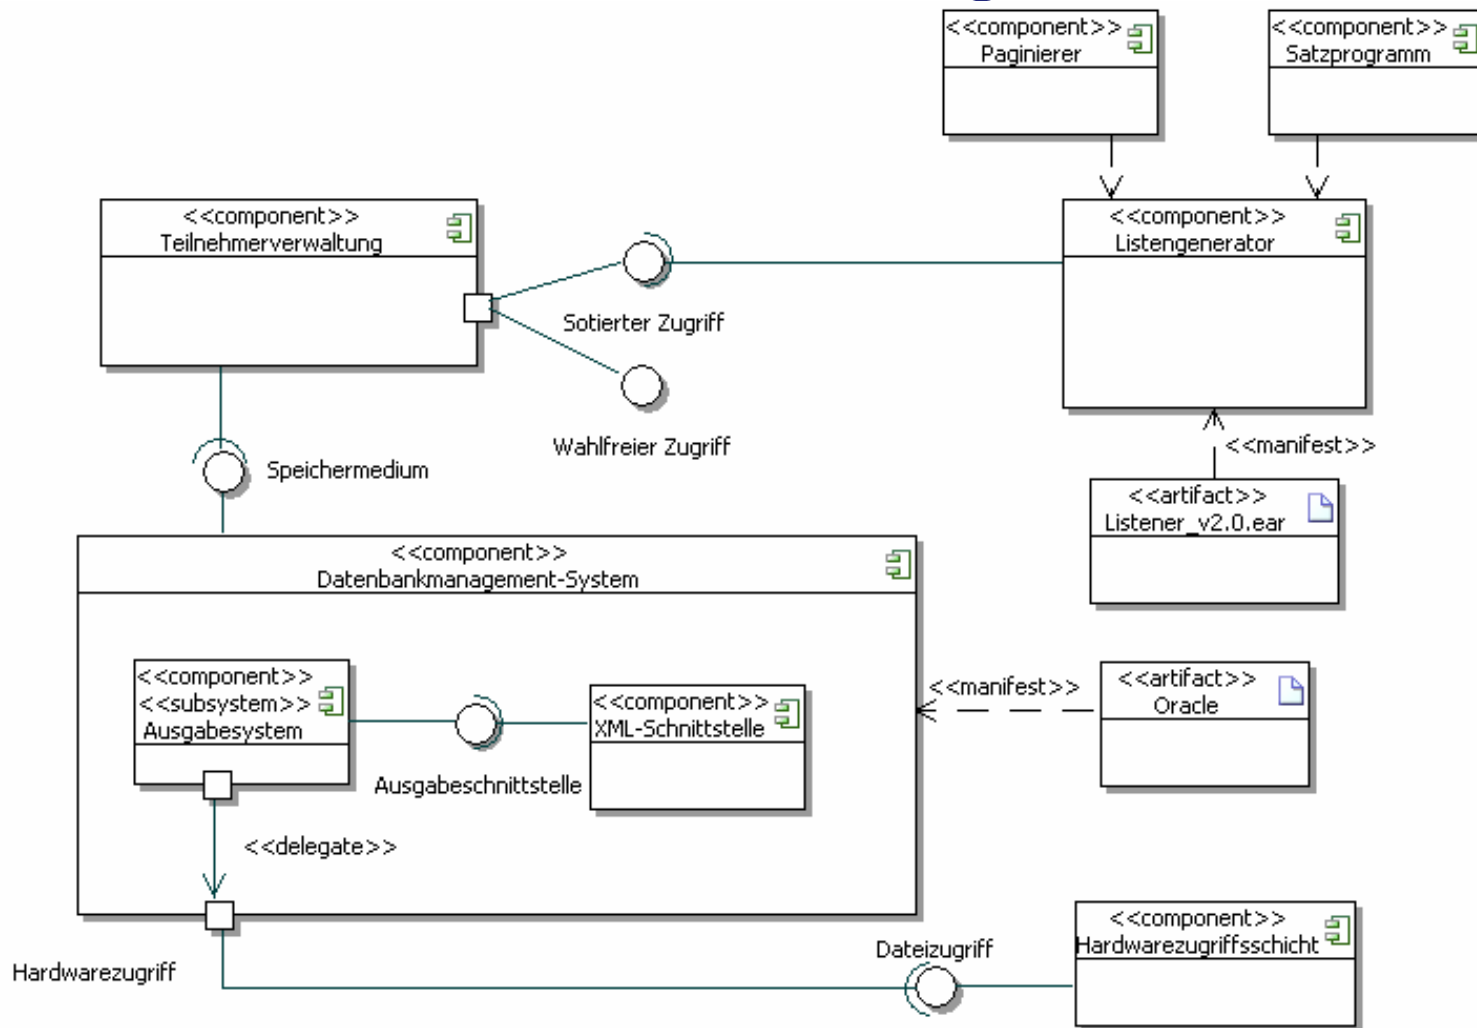 <<component>>
Paginierer
<<component>>
Satzprogramm
<<component>>
Teilnehmerverwaltung
<<component>>
Listengenerator
Sotierter Zugriff
Wahlfreier Zugriff
<<manifest>>
Speichermedium
<<artifact>>
Listener_v2.0.ear
<<component>>
Datenbankmanagement-System
<<component>>
<<subsystem>>
Ausgabesystem
<<component>>
XML-Schnittstelle
Ausgabeschnittstelle
<<manifest>>
<<artifact>>
Oracle
<<delegate>>
Hardwarezugriff
Dateizugriff
<<component>>
Hardwarezugriffsschicht